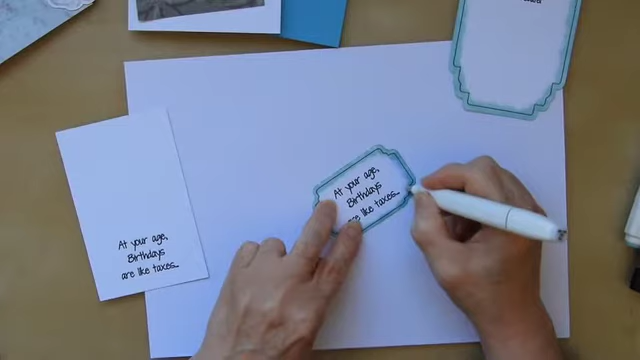 At your age,
Birthdays
are like taxes...
At your age,
Birthdays
are like taxes...